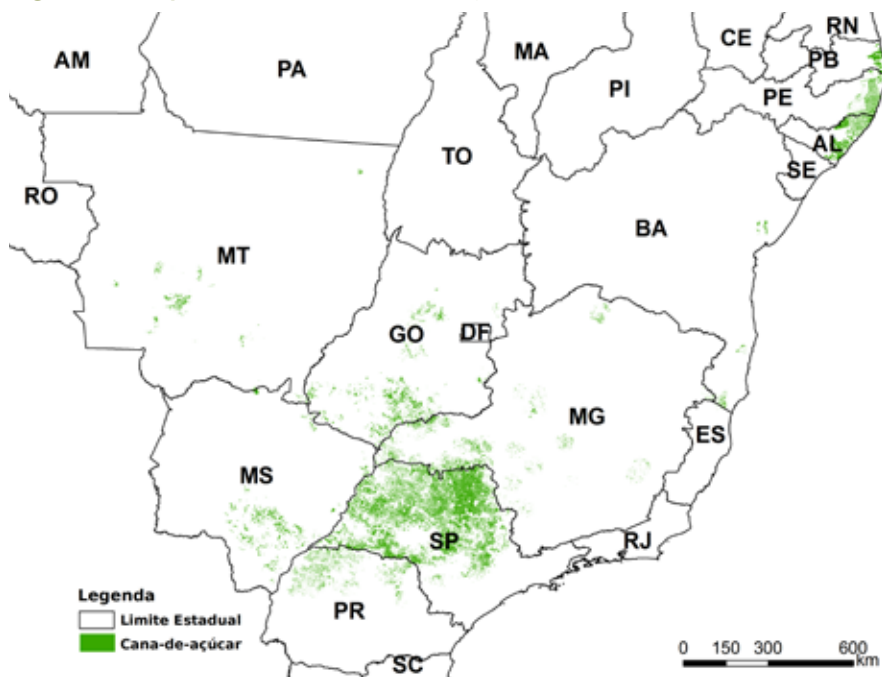 RN
CE
MA
PB
AM
PA
PI
PE
AL
TO
SE
RO
BA
MT
GO
DF
MG
ES
MS
SP
RJ
Legenda
Limite Estadual
PR
Cana-de-açúcar
SC
0 150 300 600
km